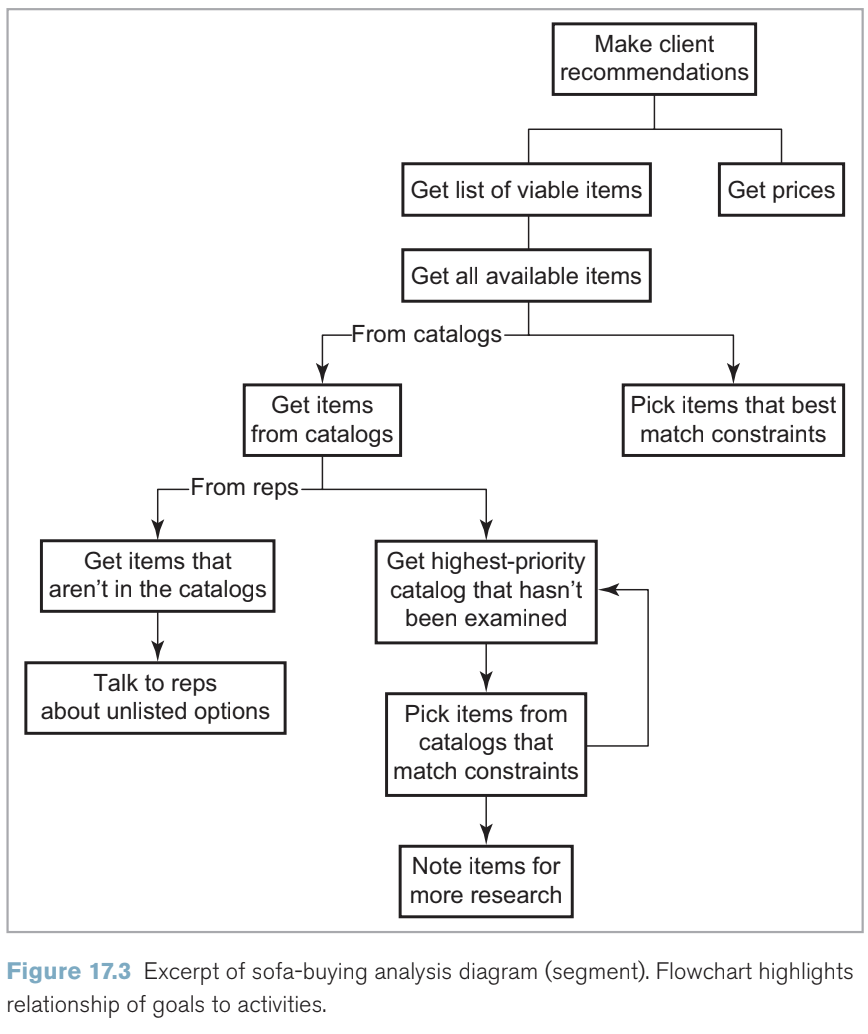 Make client
recommendations
Get list of viable items
Get prices
Get all available items
From catalogs
Get items
from catalogs
Pick items that best
match constraints
From reps
Get items that
aren’t in the catalogs
Get highest-priority
catalog that hasn’t
been examined
Talk to reps
about unlisted options
Pick items from
catalogs that
match constraints
Note items for
more research
Figure 17.3 Excerpt of sofa-buying analysis diagram (segment). Flowchart highlights
relationship of goals to activities.